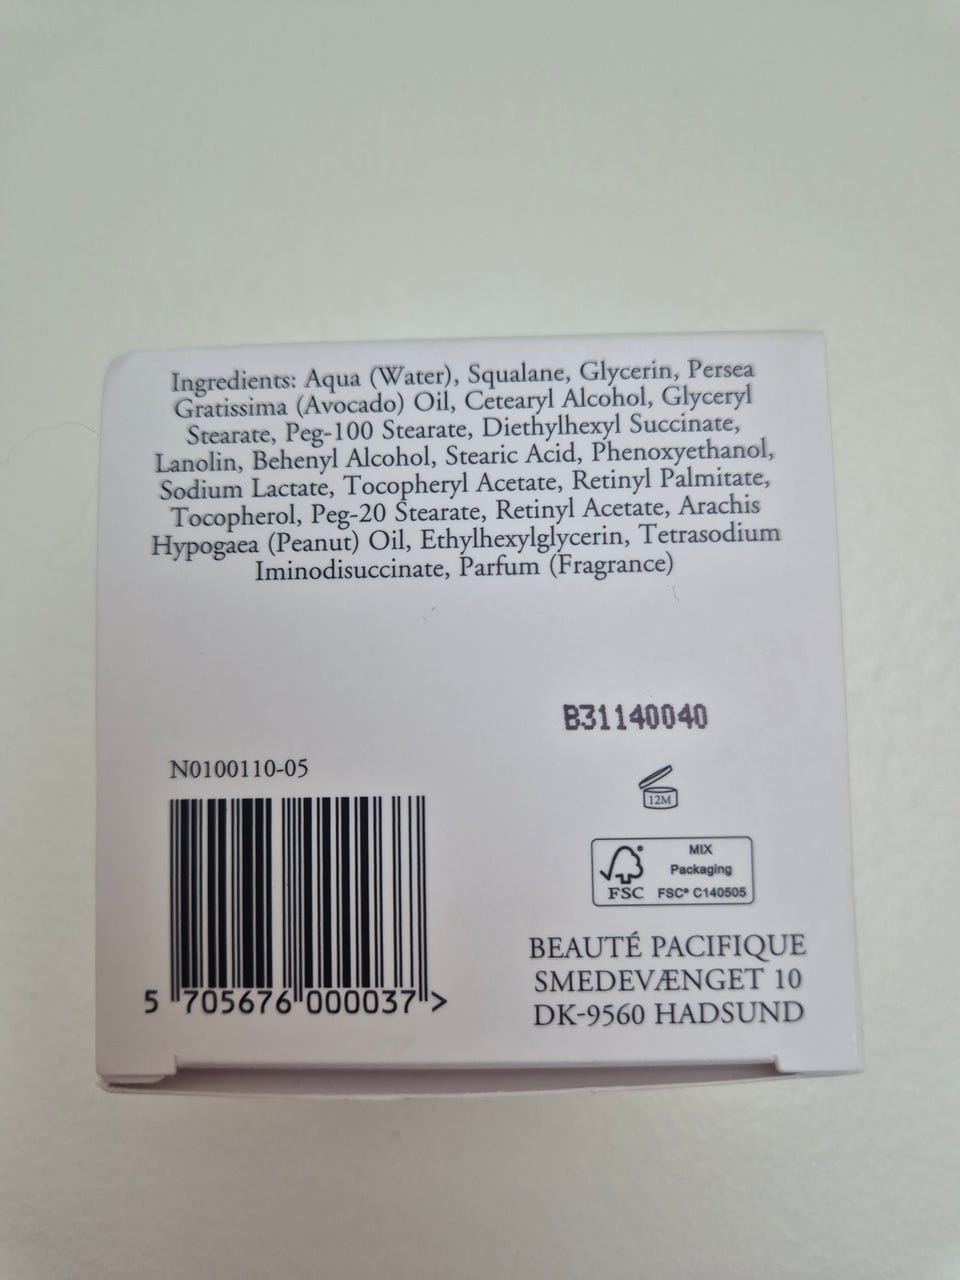 Ingredients: Aqua (Water), Squalane, Glycerin, Persea
Gratissima (Avocado) Oil, Cetearyl Alcohol, Glyceryl
Stearate, Peg-100 Stearate, Diethylhexyl Succinate,
Lanolin, Behenyl Alcohol, Stearic Acid, Phenoxyethanol,
Sodium Lactate, Tocopheryl Acetate, Retinyl Palmitate,
Tocopherol, Peg-20 Stearate, Retinyl Acetate, Arachis
Hypogaea (Peanut) Oil, Ethylhexylglycerin, Tetrasodium
Iminodisuccinate, Parfum (Fragrance)
B31140040
N0100110-05
12M
MIX
Packaging
FSC FSC® C140505
BEAUTÉ PACIFIQUE
SMEDEVÆNGET 10
DK-9560 HADSUND
5 705676 000037 >